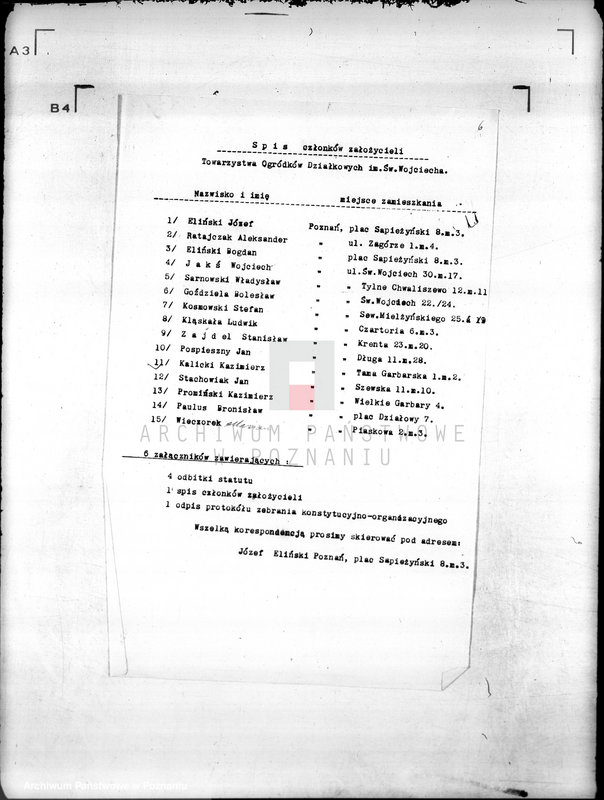 A3
B4
6
S p i s członków założycieli
Towarzystwa Ogródków Działkowych im.Św.Wojciecha.
Nazwisko i imię miejsce zamieszkania
1/ Eliński Józef Poznań, plac Sapieżyński 8.m.3.
2/ Ratajczak Aleksander " ul. Zagórze 1.m.4.
3/ Eliński Bogdan " plac Sapieżyński 8.m.3.
4/ J a k ś Wojciech " ul.Św.Wojciech 30.m.17.
5/ Sarnowski Władysław " " Tylne Chwaliszewo 12.m.11
6/ Goździela Bolesław " " Św.Wojciech 22./24.
7/ Kosmowski Stefan " " Sew.Mielżyńskiego 25.
8/ Kląskała Ludwik " " Czartoria 6.m.3.
9/ Z a j d e l Stanisław " " Krenta 23.m.20.
10/ Pospieszny Jan " " Długa 11.m.28.
11/ Kalicki Kazimierz " " Tama Garbarska 1.m.2.
12/ Stachowiak Jan " " Szewska 11.m.10.
13/ Promiński Kazimierz " " Wielkie Garbary 4.
14/ Paulus Bronisław " " plac Działowy 7.
15/ Wieczorek " " Piaskowa 2.m.3.
ARCHIWUM PAŃSTWOWE
W POZNANIU
6 załączników zawierających :
4 odbitki statutu
1 spis członków założycieli
1 odpis protokółu zebrania konstytucyjno-organizacyjnego
Wszelką korespondencją prosimy skierować pod adresem:
Józef Eliński Poznań, plac Sapieżyński 8.m.3.
Archiwum Państwowe w Poznaniu